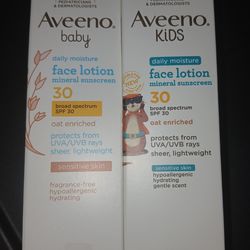 PEDIATRICIANS
& DERMATOLOGISTS
Aveeno®
baby
daily moisture
face lotion
mineral sunscreen
30
broad spectrum
SPF 30
oat enriched
protects from
UVA/UVB rays
sheer, lightweight
sensitive skin
fragrance-free
hypoallergenic
hydrating
& DERMATOLOGISTS
Aveeno®
KiDS
daily moisture
face lotion
mineral sunscreen
30
broad spectrum
SPF 30
oat enriched
protects from
UVA/UVB rays
sheer, lightweight
sensitive skin
hypoallergenic
hydrating
gentle scent